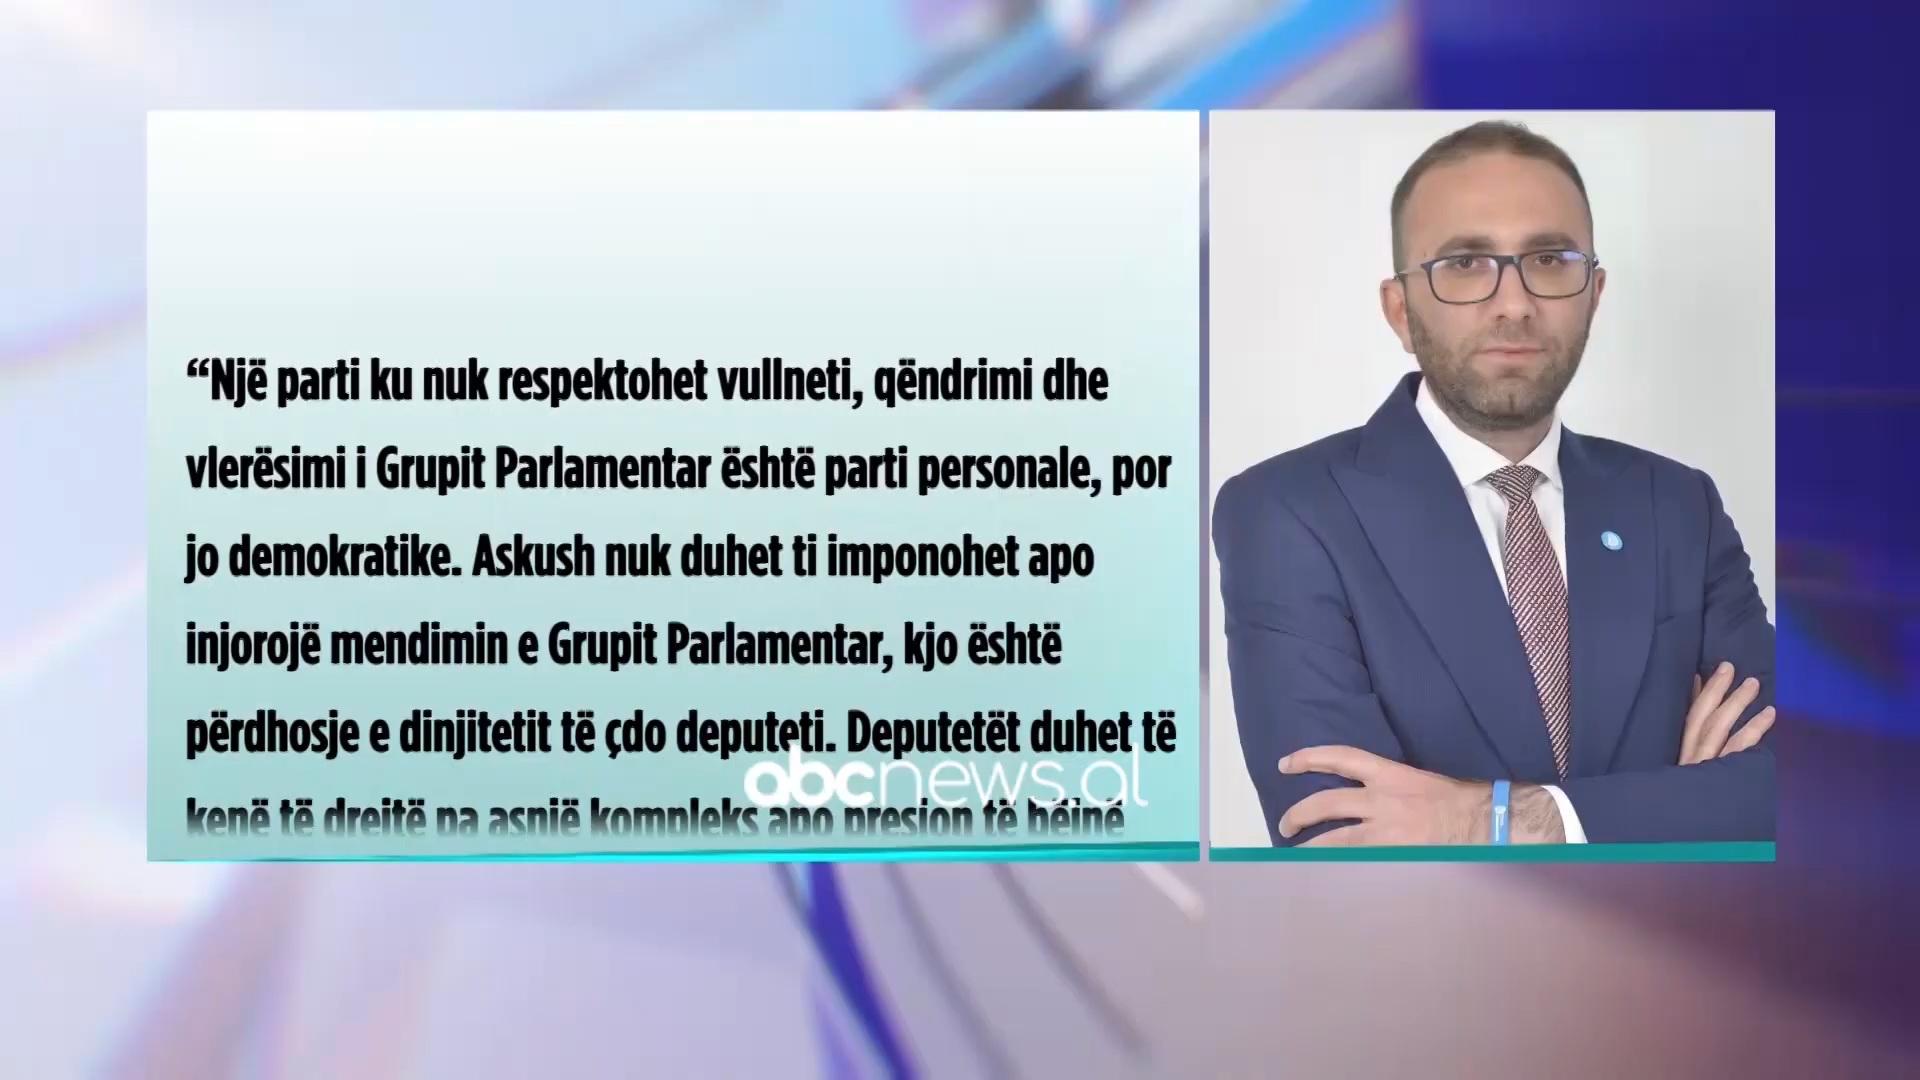 “Një parti ku nuk respektohet vullneti, qëndrimi dhe
vlerësimi i Grupit Parlamentar është parti personale, por
jo demokratike. Askush nuk duhet ti imponohet apo
injorojë mendimin e Grupit Parlamentar, kjo është
përdhosje e dinjitetit të çdo deputeti. Deputetët duhet të
kenë të drejtë pa asnjë kompleks apo presion të bëjnë
abcnews.al